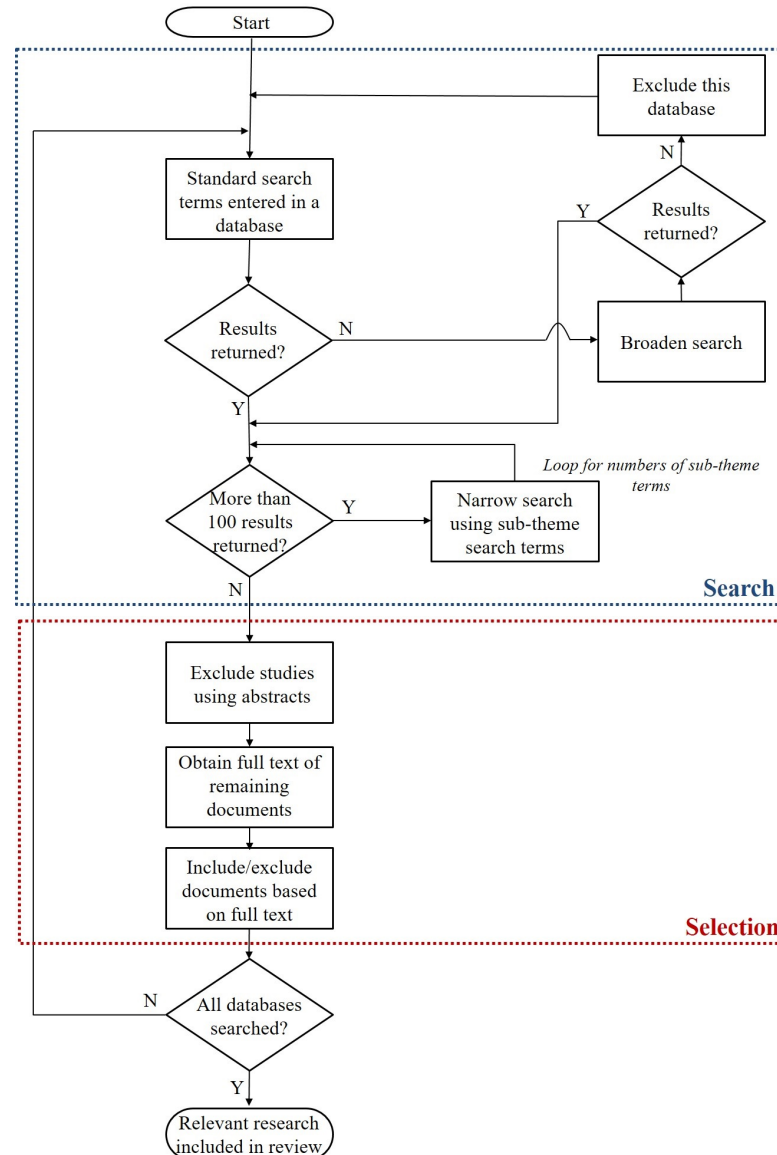 Start
Exclude this
database
N
Standard search
terms entered in a
database
Y
Results
returned?
Results
returned?
N
Broaden search
Y
Loop for numbers of sub-theme
terms
More than
100 results
returned?
Y
Narrow search
using sub-theme
search terms
N
Search
Exclude studies
using abstracts
Obtain full text of
remaining
documents
Include/exclude
documents based
on full text
Selection
N
All databases
searched?
Y
Relevant research
included in review